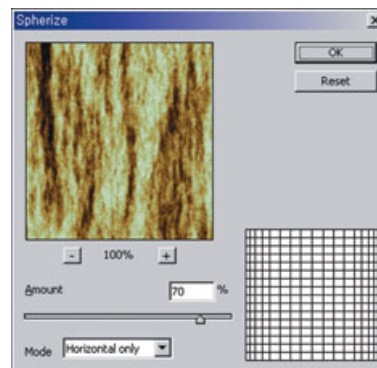 Spherize
OK
Reset
- 100% +
Amount 70 %
Mode Horizontal only